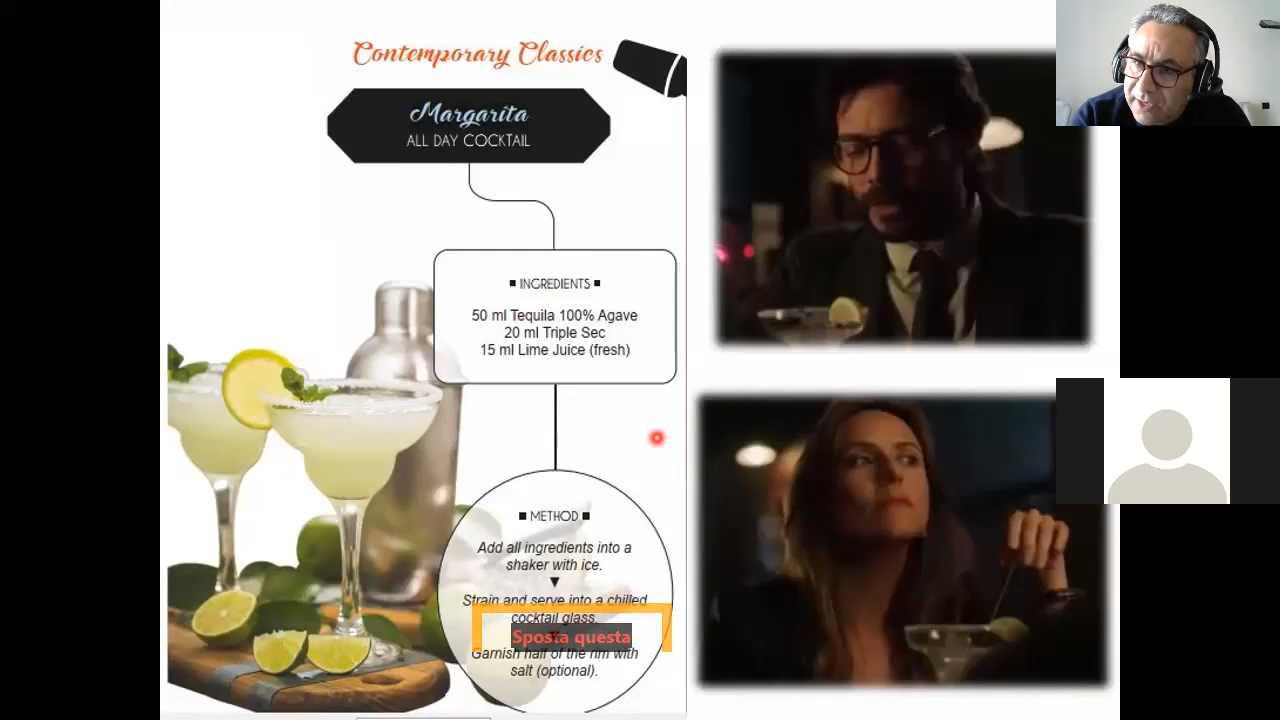 Contemporary Classics
Margarita
ALL DAY COCKTAIL
INGREDIENTS
50 ml Tequila 100% Agave
20 ml Triple Sec
15 ml Lime Juice (fresh)
METHOD
Add all ingredients into a
shaker with ice.
Strain and serve into a chilled
cocktail glass.
Sposta questa
Garnish half of the rim with
salt (optional).